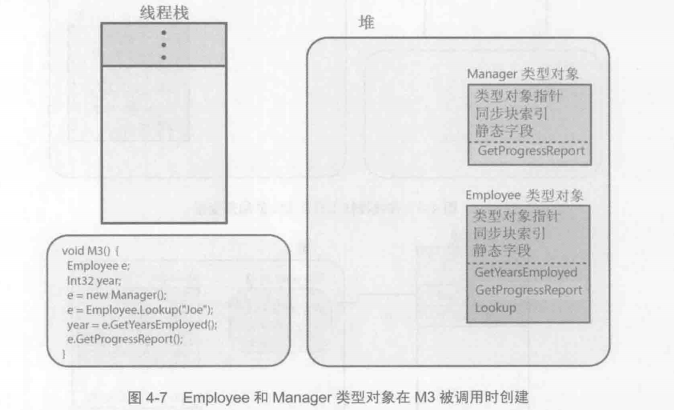 线程栈
堆
Manager 类型对象
类型对象指针
同步块索引
静态字段
GetProgressReport
Employee 类型对象
类型对象指针
同步块索引
静态字段
GetYearsEmployed
GetProgressReport
Lookup
void M3() {
Employee e;
Int32 year;
e = new Manager();
e = Employee.Lookup("Joe");
year = e.GetYearsEmployed();
e.GetProgressReport();
}
图 4-7 Employee 和 Manager 类型对象在 M3 被调用时创建